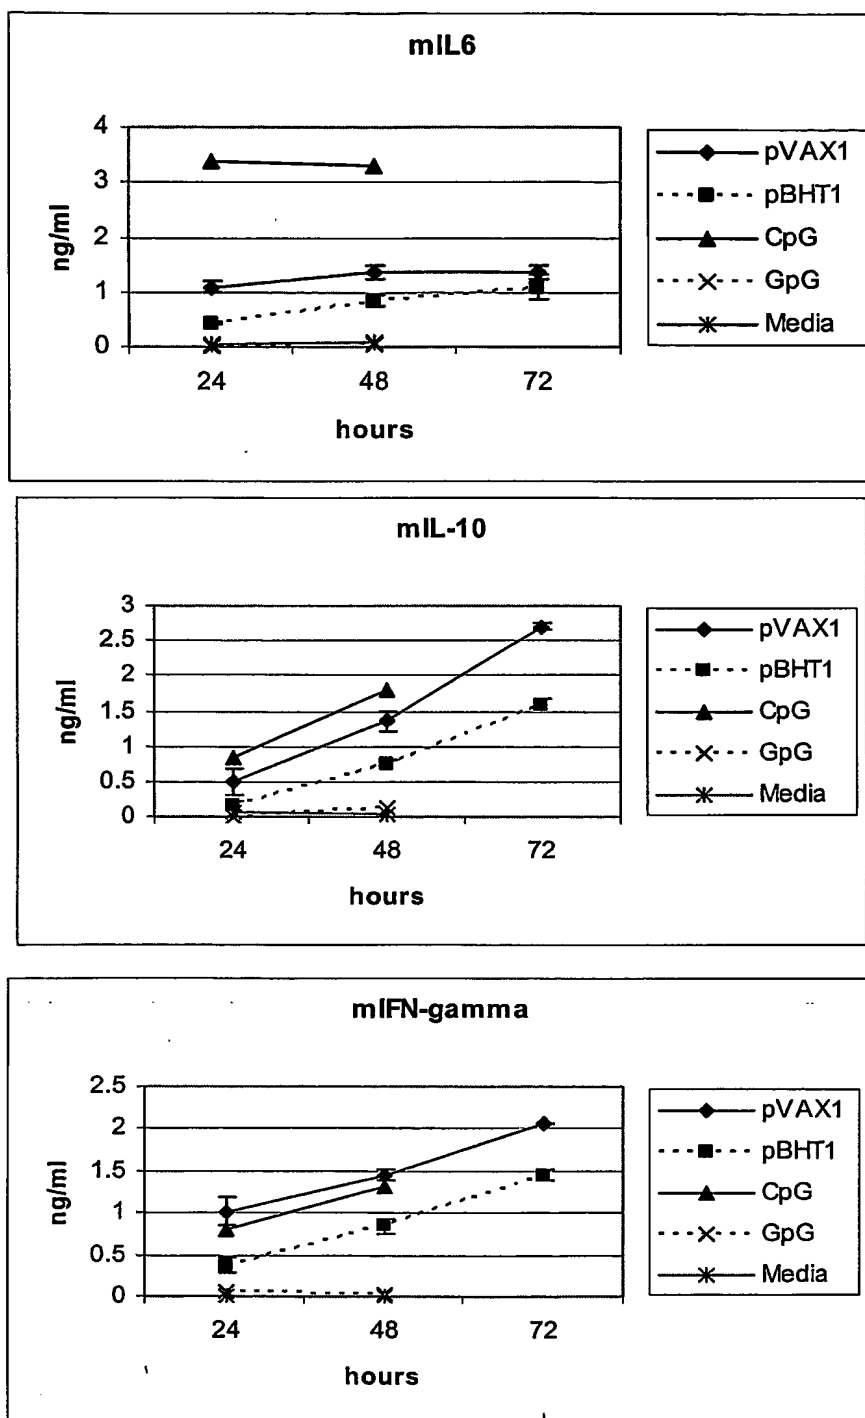 mIL6
4
3
2
1
0
ng/ml
24 48 72
hours
pVAX1
pBHT1
CpG
GpG
Media
mIL-10
3
2.5
2
1.5
1
0.5
0
ng/ml
24 48 72
hours
pVAX1
pBHT1
CpG
GpG
Media
mIFN-gamma
2.5
2
1.5
1
0.5
0
ng/ml
24 48 72
hours
pVAX1
pBHT1
CpG
GpG
Media